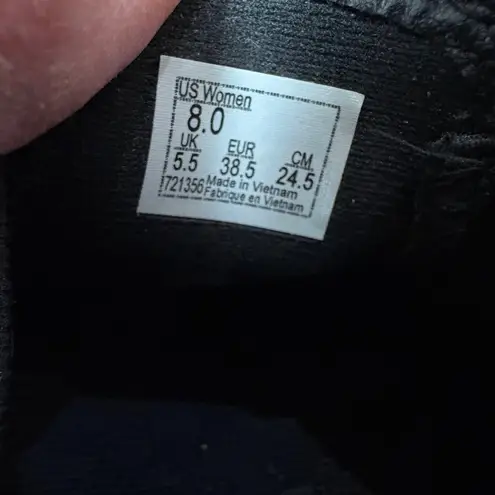 US Women
8.0
UK EUR CM
5.5 38.5 24.5
721356 Made in Vietnam
Fabrique en Vietnam